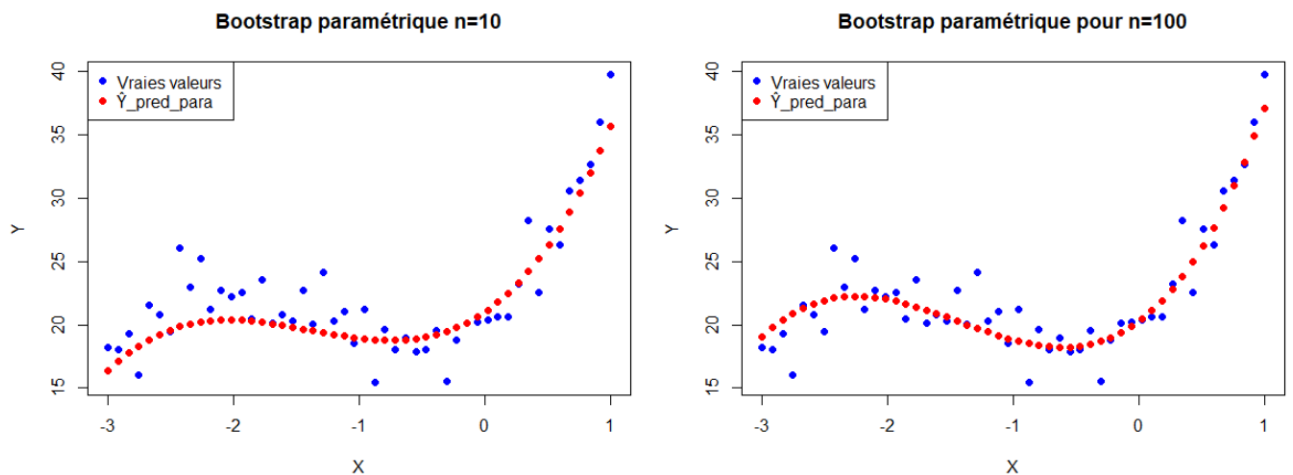 Bootstrap paramétrique n=10
Vraies valeurs
Ŷ_pred_para
Y
40
35
30
25
20
15
-3
-2
-1
0
1
X
Bootstrap paramétrique pour n=100
Vraies valeurs
Ŷ_pred_para
Y
40
35
30
25
20
15
-3
-2
-1
0
1
X